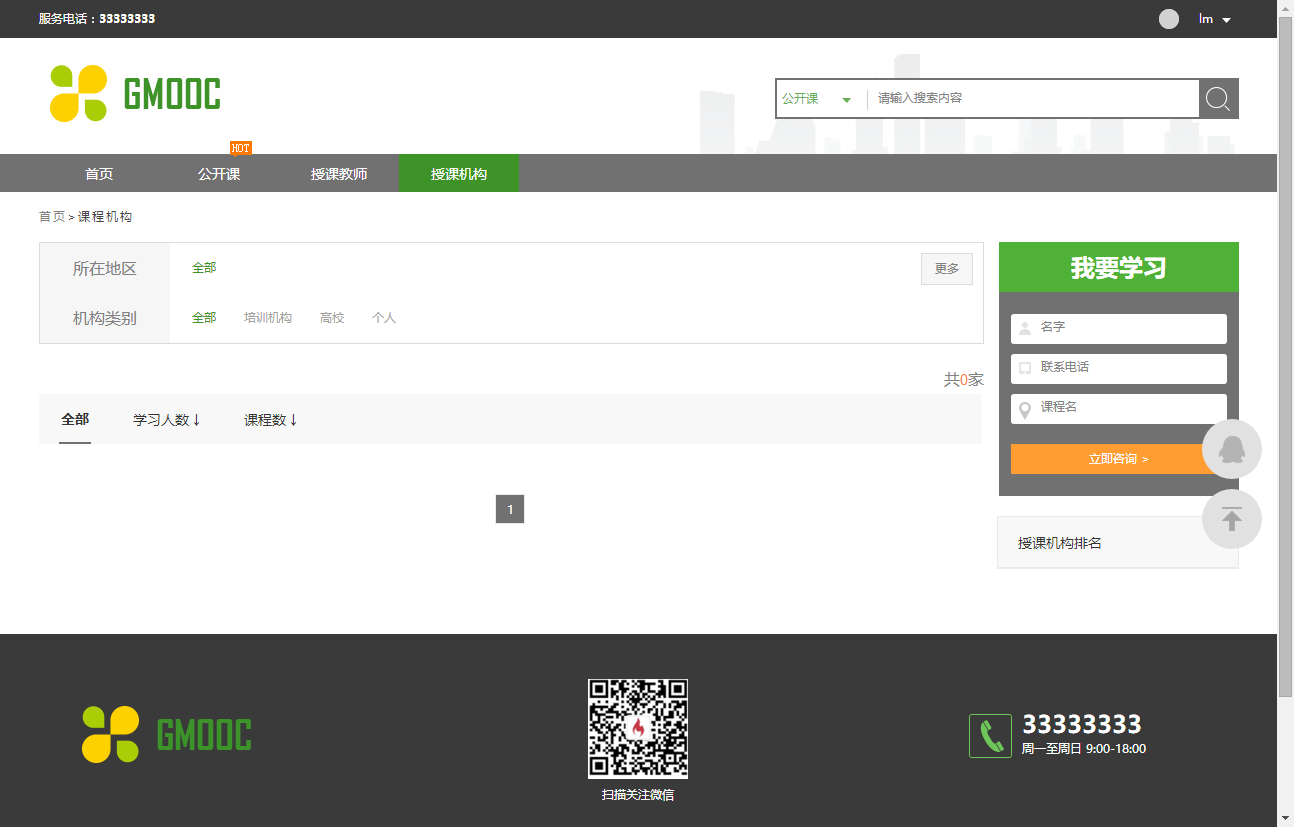 服务电话：33333333
lm
GMOOC
公开课 请输入搜索内容
HOT
首页 公开课 授课教师 授课机构
首页 > 课程机构
所在地区 全部 更多
机构类别 全部 培训机构 高校 个人
共0家
全部 学习人数↓ 课程数↓
1
我要学习
名字
联系电话
课程名
立即咨询 >
授课机构排名
GMOOC
扫描关注微信
33333333
周一至周日 9:00-18:00